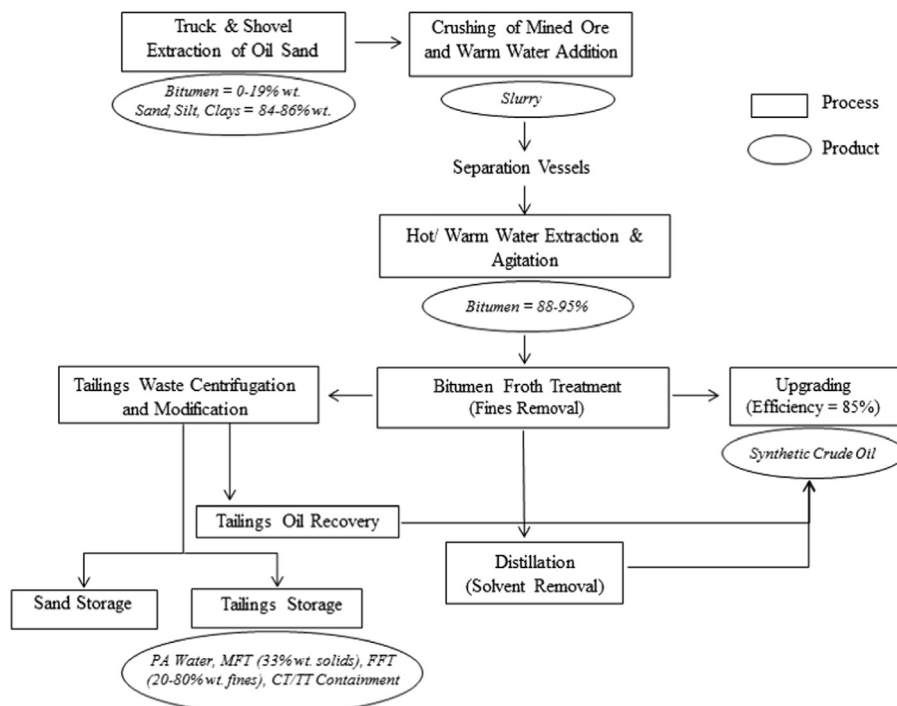 Truck & Shovel
Extraction of Oil Sand
Bitumen = 0-19% wt.
Sand, Silt, Clays = 84-86% wt.
Crushing of Mined Ore
and Warm Water Addition
Slurry
Process
Product
Separation Vessels
Hot/ Warm Water Extraction &
Agitation
Bitumen = 88-95%
Tailings Waste Centrifugation
and Modification
Bitumen Froth Treatment
(Fines Removal)
Upgrading
(Efficiency = 85%)
Synthetic Crude Oil
Tailings Oil Recovery
Distillation
(Solvent Removal)
Sand Storage
Tailings Storage
PA Water, MFT (33% wt. solids), FFT
(20-80% wt. fines), CT/TT Containment